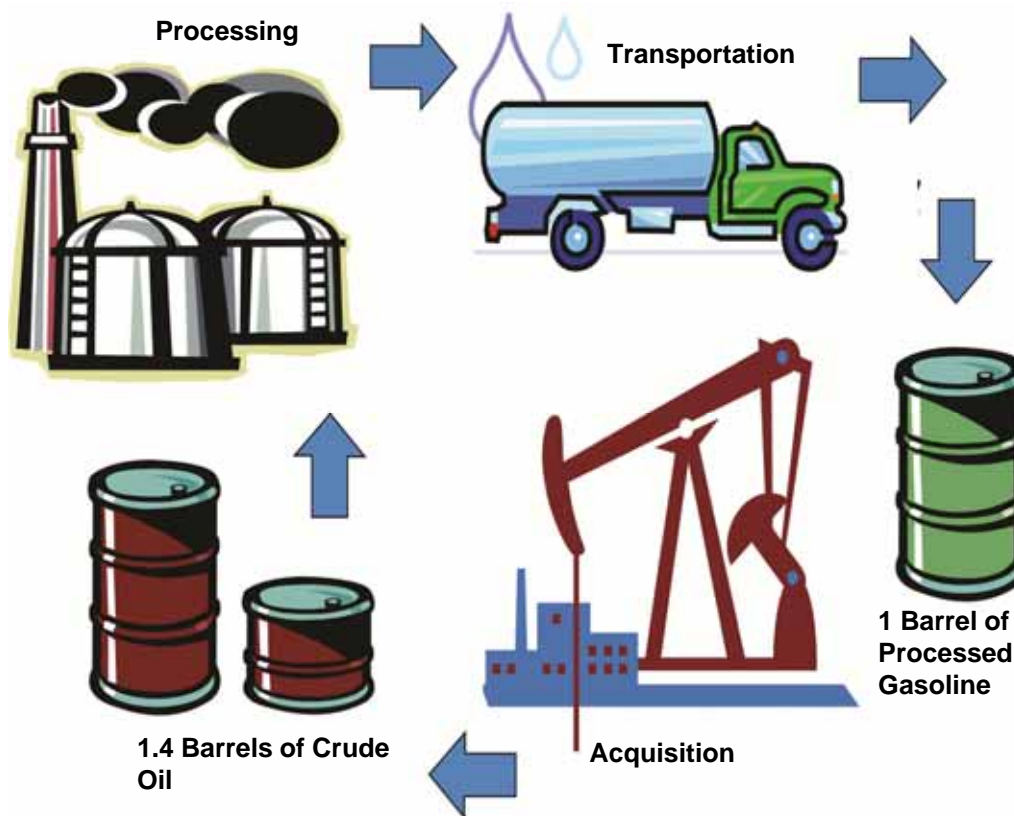 Processing
Transportation
1 Barrel of
Processed
Gasoline
1.4 Barrels of Crude
Oil
Acquisition